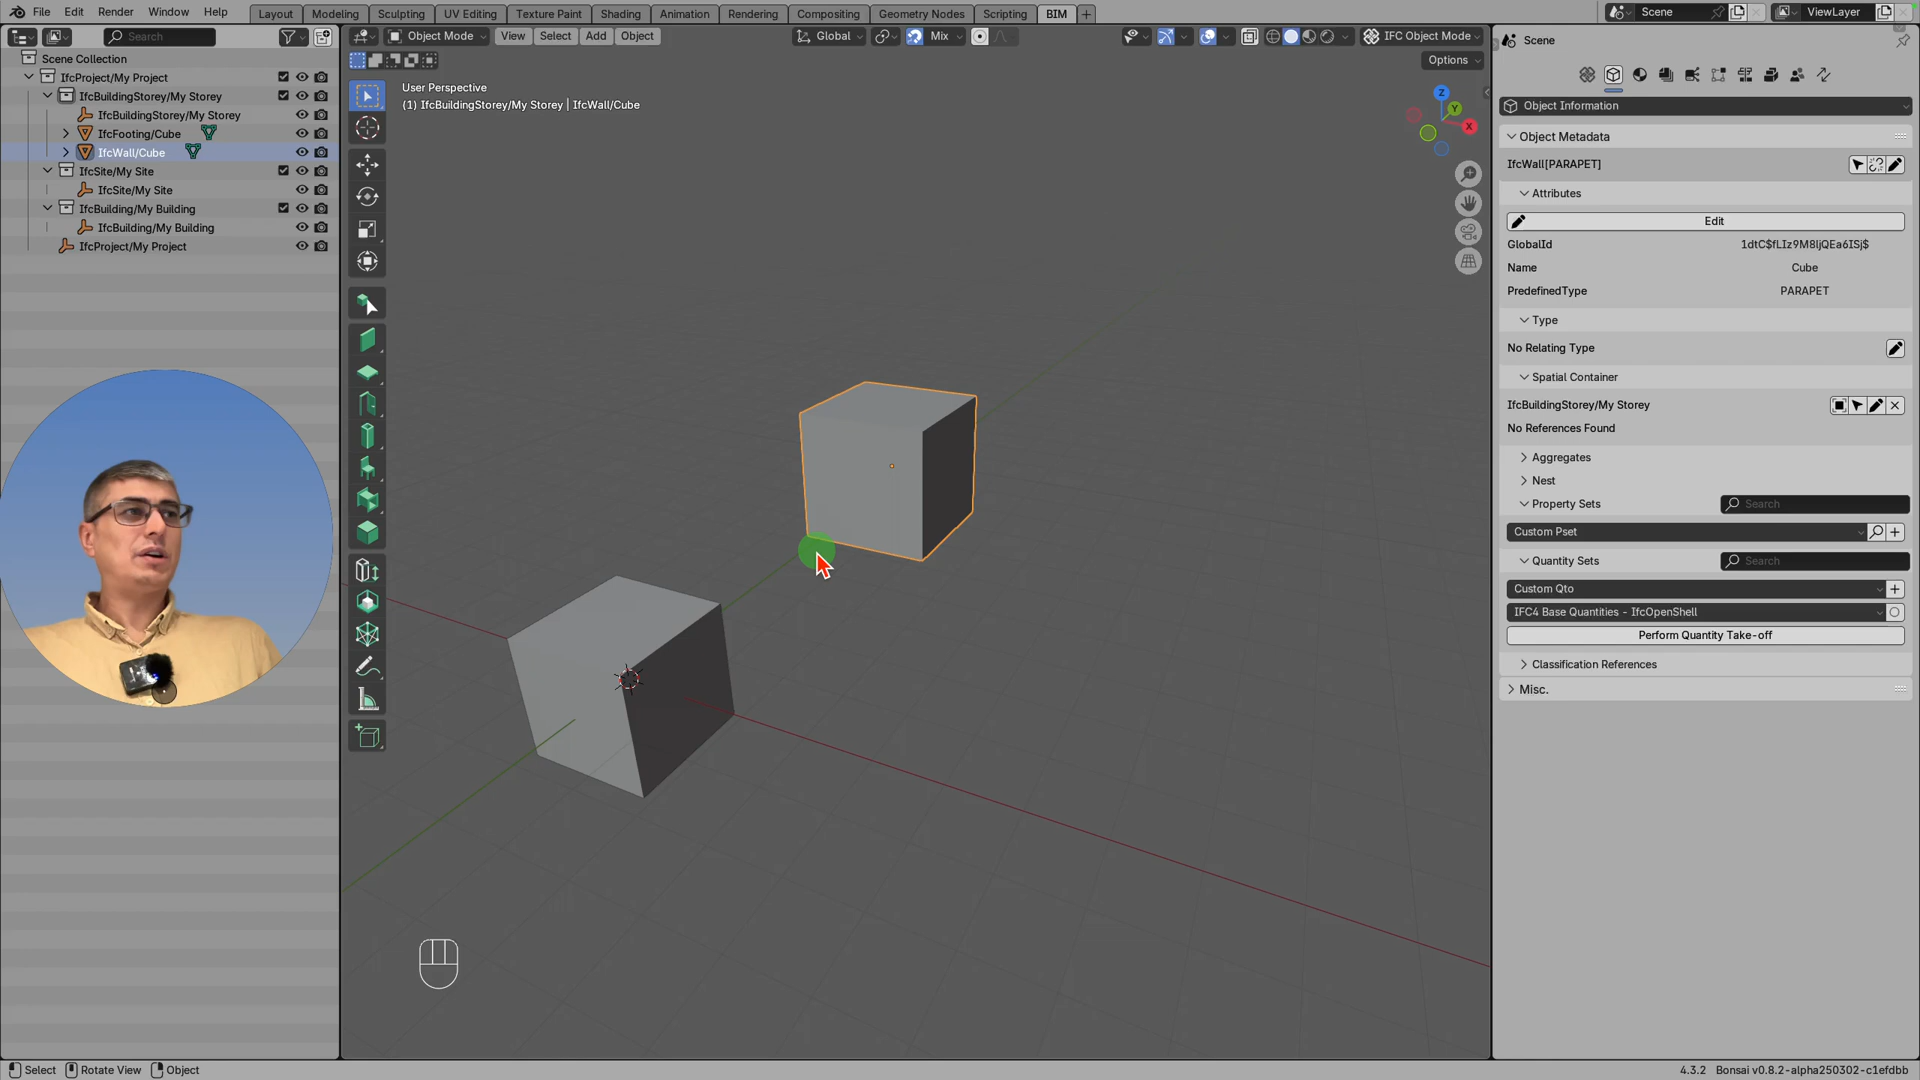 File Edit Render Window Help
Layout Modeling Sculpting UV Editing Texture Paint Shading Animation Rendering Compositing Geometry Nodes Scripting BIM
Scene
ViewLayer
Search
Scene Collection
IfcProject/My Project
IfcBuildingStorey/My Storey
IfcBuildingStorey/My Storey
IfcFooting/Cube
IfcWall/Cube
IfcSite/My Site
IfcSite/My Site
IfcBuilding/My Building
IfcBuilding/My Building
IfcProject/My Project
Object Mode View Select Add Object
Global
Mix
IFC Object Mode
Options
User Perspective
(1) IfcBuildingStorey/My Storey | IfcWall/Cube
Z
Y
X
Scene
Object Information
Object Metadata
IfcWall[PARAPET]
Attributes
Edit
GlobalId 1dtC$fLIz9M8ljQEa6ISj$
Name Cube
PredefinedType PARAPET
Type
No Relating Type
Spatial Container
IfcBuildingStorey/My Storey
No References Found
Aggregates
Nest
Property Sets Search
Custom Pset
Quantity Sets Search
Custom Qto
IFC4 Base Quantities - IfcOpenShell
Perform Quantity Take-off
Classification References
Misc.
Select Rotate View Object
4.3.2 Bonsai v0.8.2-alpha250302-c1efdbb